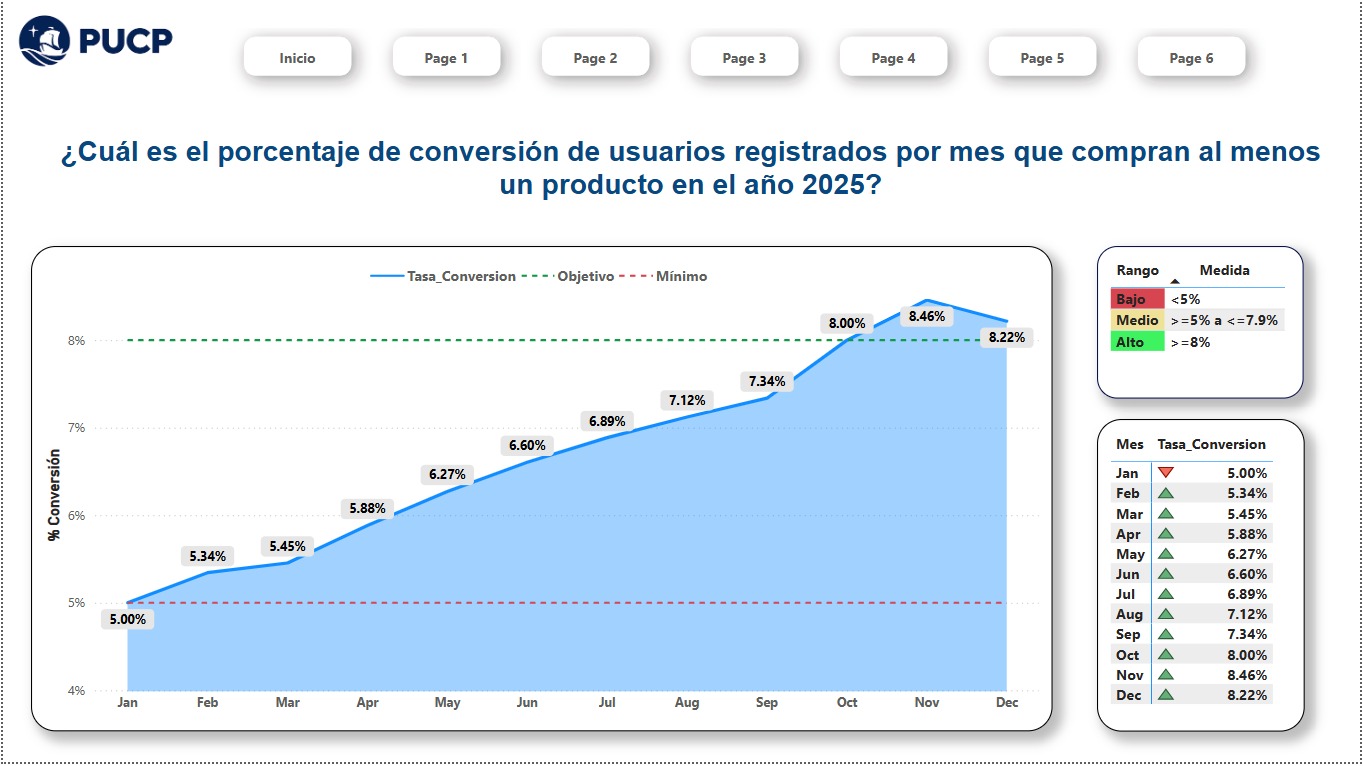 PUCP
Inicio
Page 1
Page 2
Page 3
Page 4
Page 5
Page 6
¿Cuál es el porcentaje de conversión de usuarios registrados por mes que compran al menos
un producto en el año 2025?
Tasa_Conversion Objetivo Mínimo
% Conversión
8%
7%
6%
5%
4%
5.00%
5.34%
5.45%
5.88%
6.27%
6.60%
6.89%
7.12%
7.34%
8.00%
8.46%
8.22%
Jan Feb Mar Apr May Jun Jul Aug Sep Oct Nov Dec
Rango Medida
Bajo <5%
Medio >=5% a <=7.9%
Alto >=8%
Mes Tasa_Conversion
Jan 5.00%
Feb 5.34%
Mar 5.45%
Apr 5.88%
May 6.27%
Jun 6.60%
Jul 6.89%
Aug 7.12%
Sep 7.34%
Oct 8.00%
Nov 8.46%
Dec 8.22%